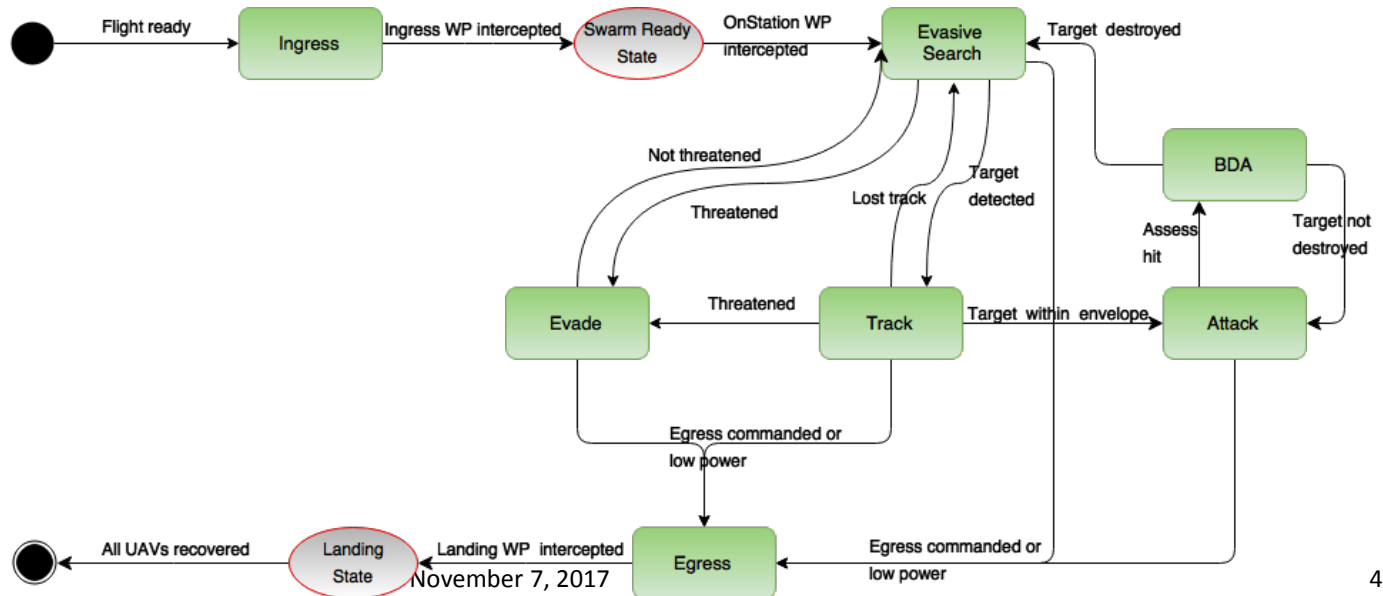 Flight ready
Ingress
Ingress WP intercepted
Swarm Ready
State
OnStation WP
intercepted
Evasive
Search
Target destroyed
Not threatened
Threatened
Lost track
Target
detected
BDA
Assess
hit
Target not
destroyed
Evade
Threatened
Track
Target within envelope
Attack
Egress commanded or
low power
All UAVs recovered
Landing
State
Landing WP intercepted
Egress
Egress commanded or
low power
November 7, 2017
4